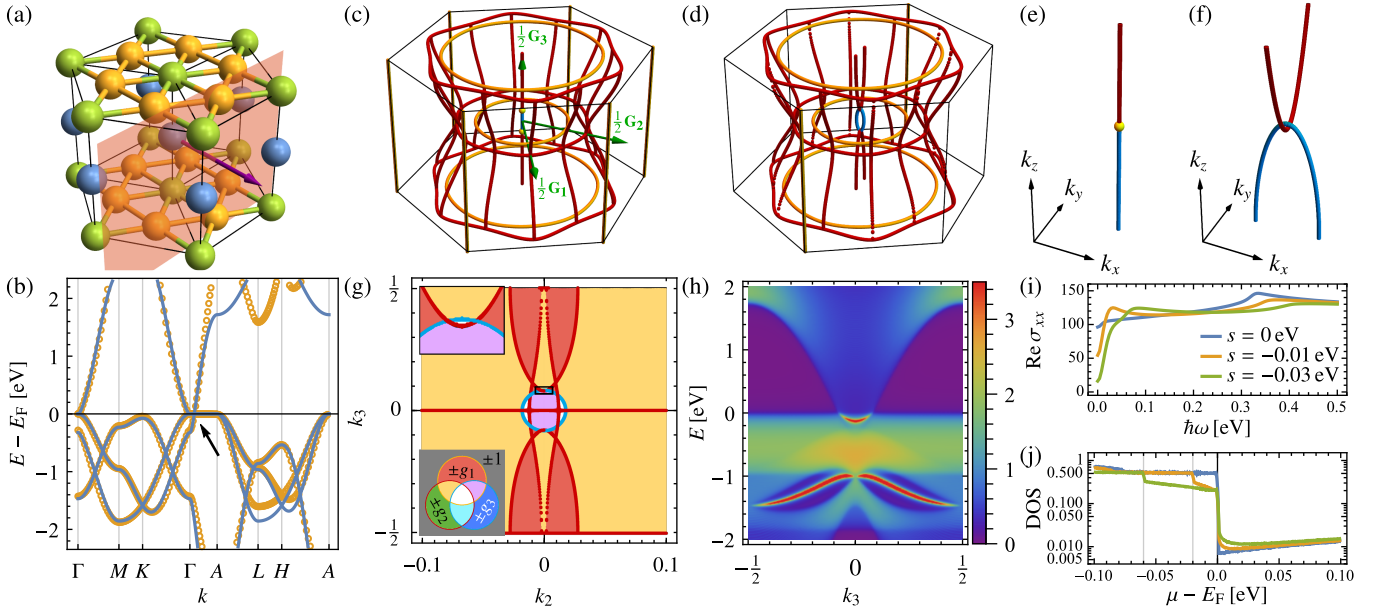 (a)
(c)
½G₃
½G₂
½G₁
(d)
(e)
k_z
k_y
k_x
(f)
k_z
k_y
k_x
(b)
E − E_F [eV]
2
1
0
−1
−2
Γ M K Γ A L H A
k
(g)
k₃
1/2
0
−1/2
±1
±g₁
±g₂
±g₃
−0.1 0 0.1
k₂
(h)
E [eV]
2
1
0
−1
−2
−1/2 0 1/2
k₃
3
2
1
0
(i)
Re σ_xx
150
100
50
0
s = 0 eV
s = −0.01 eV
s = −0.03 eV
0.0 0.1 0.2 0.3 0.4 0.5
ħω [eV]
(j)
DOS
0.500
0.100
0.050
0.010
0.005
−0.10 −0.05 0.0 0.05 0.10
μ − E_F [eV]